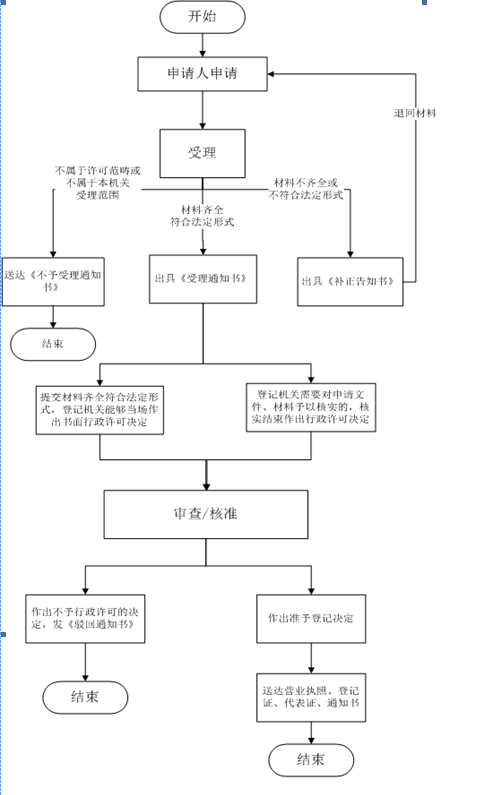 开始
申请人申请
退回材料
受理
不属于许可范畴或
不属于本机关
受理范围
材料齐全
符合法定形式
材料不齐全或
不符合法定形式
送达《不予受理通知
书》
出具《受理通知书》
出具《补正告知书》
结束
提交材料齐全符合法定形
式，登记机关能够当场作
出书面行政许可决定
登记机关需要对申请文
件、材料予以核实的，核
实结束作出行政许可决定
审查/核准
作出不予行政许可的决
定，发《驳回通知书》
作出准予登记决定
结束
送达营业执照、登记
证、代表证、通知书
结束